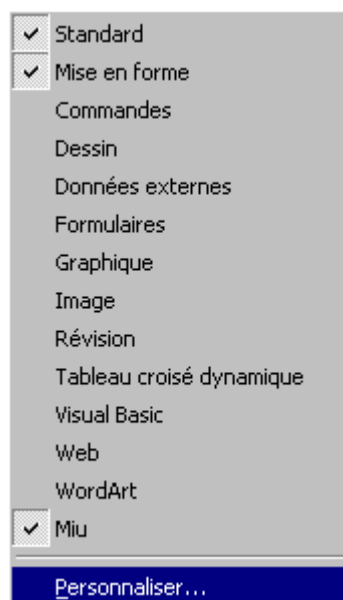 Standard
Mise en forme
Commandes
Dessin
Données externes
Formulaires
Graphique
Image
Révision
Tableau croisé dynamique
Visual Basic
Web
WordArt
Miu
Personnaliser...